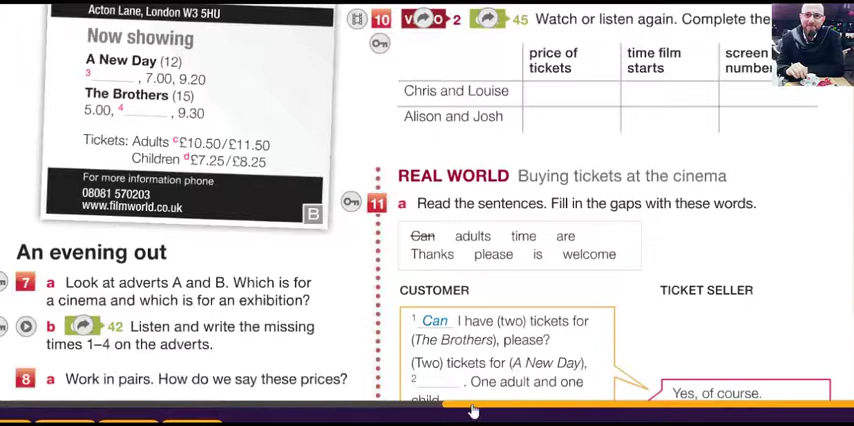 Acton Lane, London W3 5HU
Now showing
A New Day (12)
3______ , 7.00, 9.20
The Brothers (15)
5.00, 4______ , 9.30
Tickets: Adults c£10.50/£11.50
Children d£7.25/£8.25
For more information phone
08081 570203
www.filmworld.co.uk
B
An evening out
7 a Look at adverts A and B. Which is for
a cinema and which is for an exhibition?
b 42 Listen and write the missing
times 1–4 on the adverts.
8 a Work in pairs. How do we say these prices?
10 2 45 Watch or listen again. Complete the
price of tickets
time film starts
screen number
Chris and Louise
Alison and Josh
REAL WORLD Buying tickets at the cinema
11 a Read the sentences. Fill in the gaps with these words.
Can adults time are
Thanks please is welcome
CUSTOMER
TICKET SELLER
1 Can I have (two) tickets for
(The Brothers), please?
(Two) tickets for (A New Day),
2______ . One adult and one
child
Yes, of course.